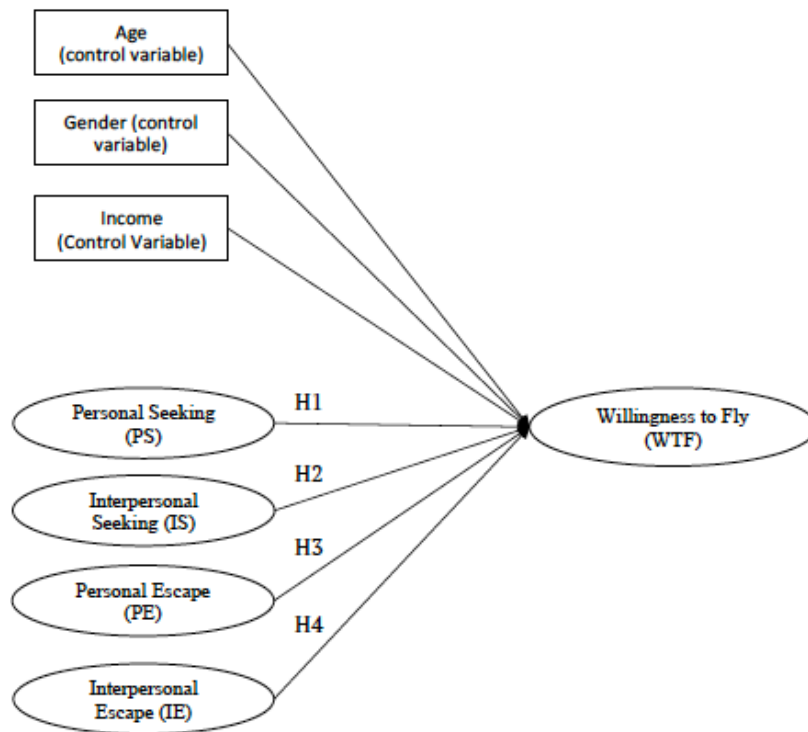 Age
(control variable)
Gender (control
variable)
Income
(Control Variable)
H1
Personal Seeking
(PS)
Willingness to Fly
(WTF)
H2
Interpersonal
Seeking (IS)
H3
Personal Escape
(PE)
H4
Interpersonal
Escape (IE)